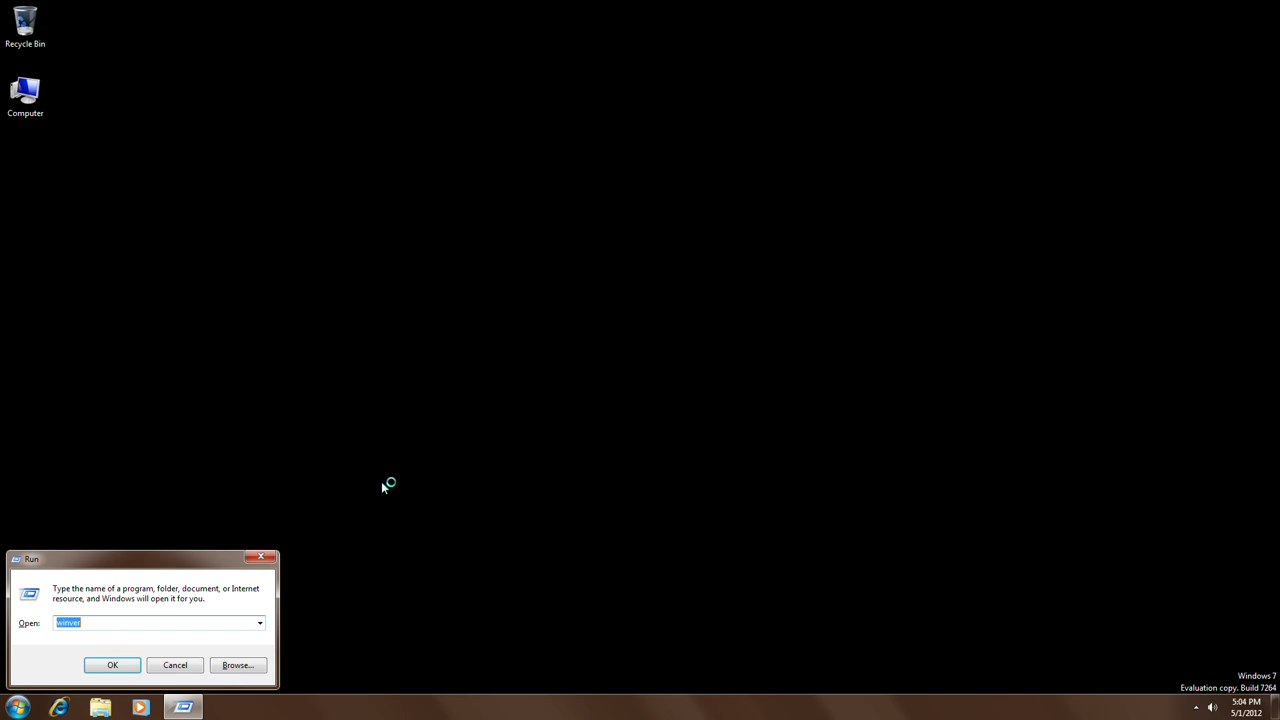 Recycle Bin
Computer
Run
Type the name of a program, folder, document, or Internet
resource, and Windows will open it for you.
Open: winver
OK Cancel Browse...
Windows 7
Evaluation copy. Build 7264
5:04 PM
5/1/2012